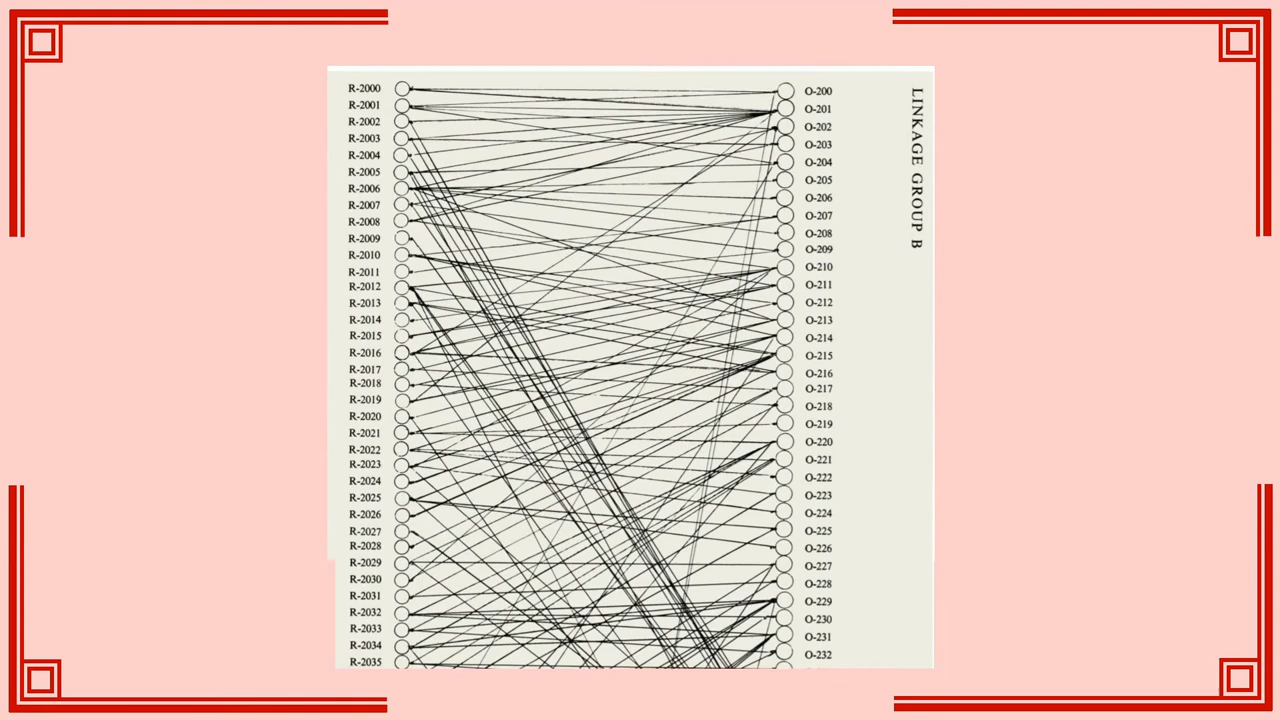 R-2000
R-2001
R-2002
R-2003
R-2004
R-2005
R-2006
R-2007
R-2008
R-2009
R-2010
R-2011
R-2012
R-2013
R-2014
R-2015
R-2016
R-2017
R-2018
R-2019
R-2020
R-2021
R-2022
R-2023
R-2024
R-2025
R-2026
R-2027
R-2028
R-2029
R-2030
R-2031
R-2032
R-2033
R-2034
R-2035
O-200
O-201
O-202
O-203
O-204
O-205
O-206
O-207
O-208
O-209
O-210
O-211
O-212
O-213
O-214
O-215
O-216
O-217
O-218
O-219
O-220
O-221
O-222
O-223
O-224
O-225
O-226
O-227
O-228
O-229
O-230
O-231
O-232
LINKAGE GROUP B